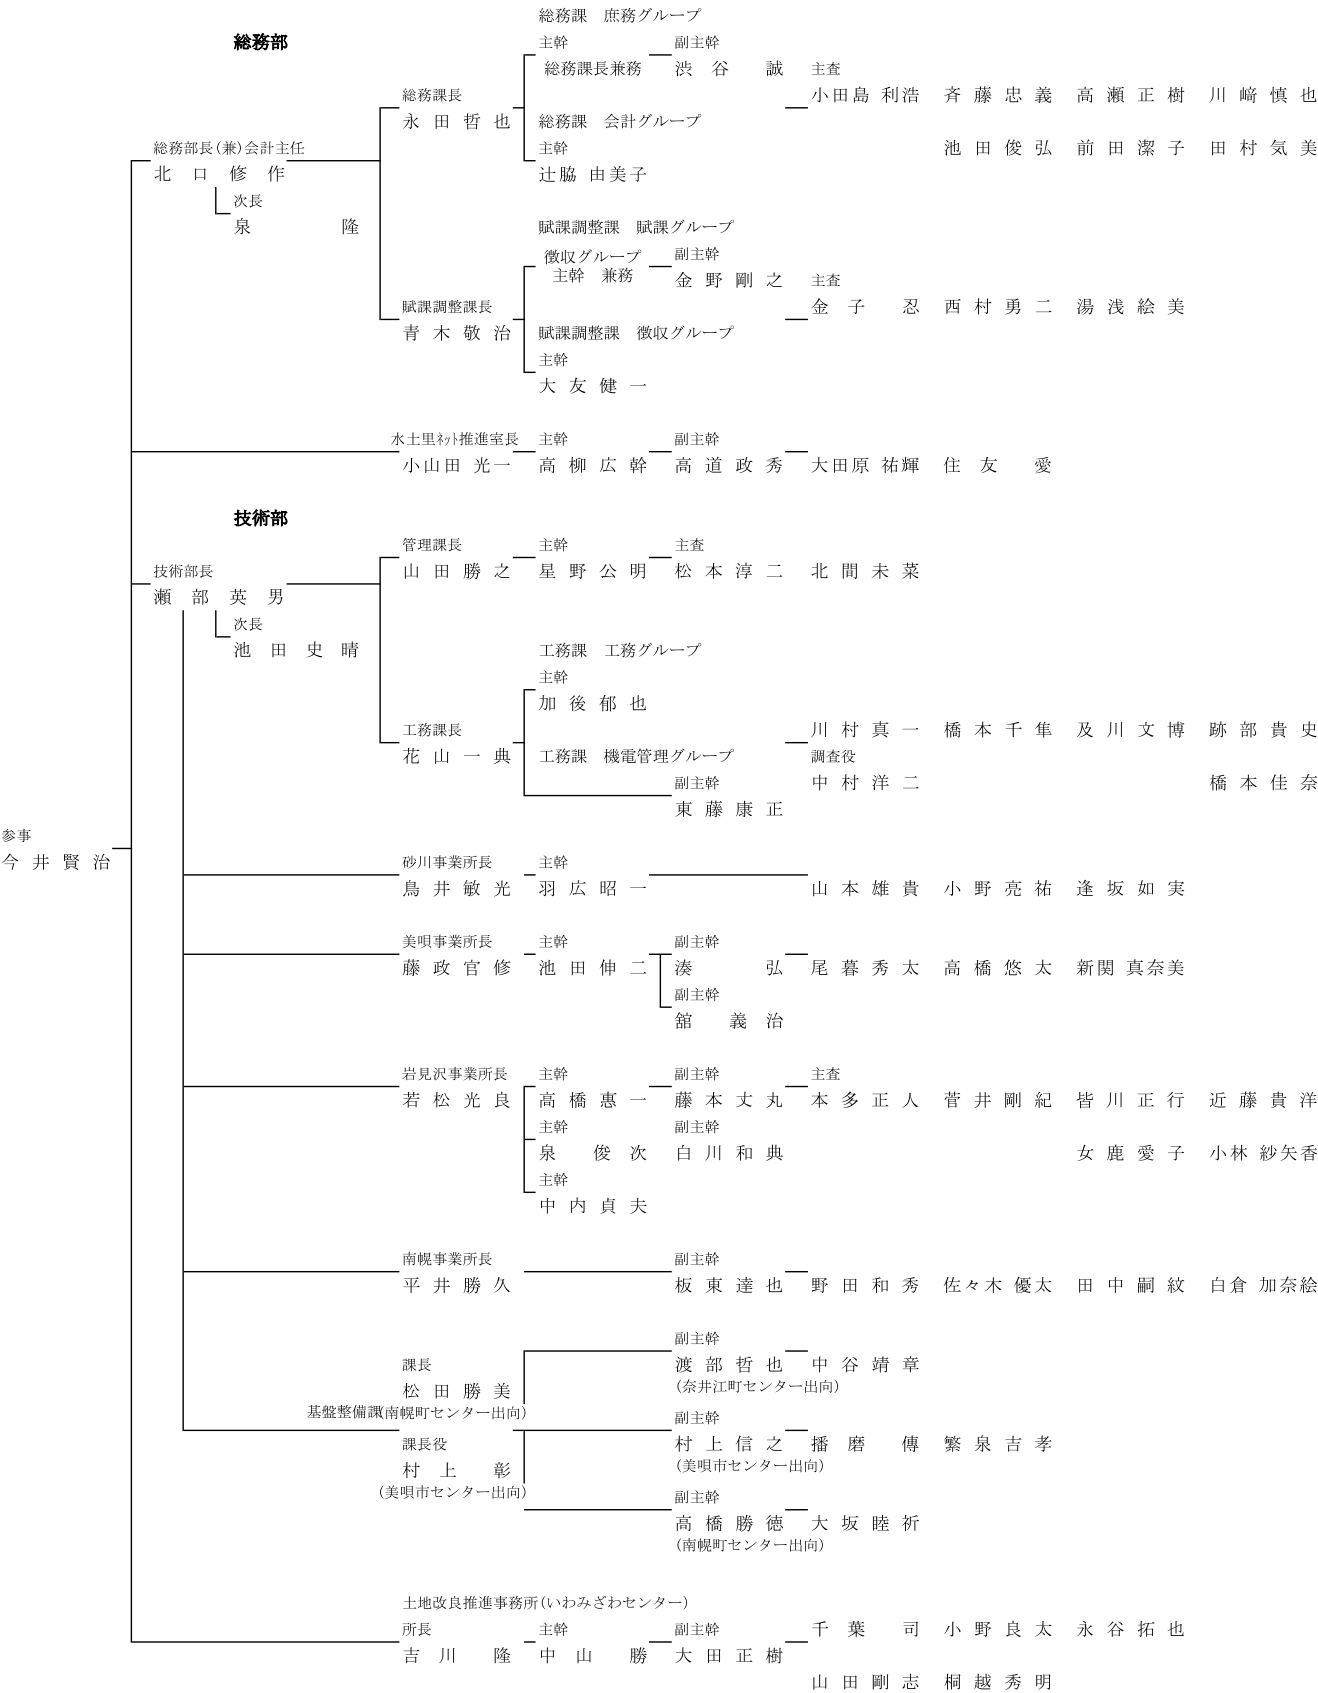 総務課　庶務グループ
総務部
主幹　副主幹
総務課長兼務　渋谷　誠　主査
総務課長　小田島 利浩　斉藤忠義　高瀬正樹　川﨑慎也
永田哲也　総務課　会計グループ
総務部長(兼)会計主任　主幹　池田俊弘　前田潔子　田村気美
北口修作　辻脇 由美子
次長
泉　隆　賦課調整課　賦課グループ
徴収グループ　副主幹
主幹　兼務　金野剛之　主査
賦課調整課長　金子　忍　西村勇二　湯浅絵美
青木敬治　賦課調整課　徴収グループ
主幹
大友健一
水土里ﾈｯﾄ推進室長　主幹　副主幹
小山田 光一　高柳広幹　高道政秀　大田原 祐輝　住友　愛
技術部
管理課長　主幹　主査
技術部長　山田勝之　星野公明　松本淳二　北間未菜
瀬部英男
次長
池田史晴　工務課　工務グループ
主幹
加後郁也
工務課長　川村真一　橋本千隼　及川文博　跡部貴史
花山一典　工務課　機電管理グループ　調査役
副主幹　中村洋二　橋本佳奈
東藤康正
参事
今井賢治
砂川事業所長　主幹
鳥井敏光　羽広昭一　山本雄貴　小野亮祐　逢坂如実
美唄事業所長　主幹　副主幹
藤政官修　池田伸二　湊　弘　尾暮秀太　高橋悠太　新関 真奈美
副主幹
舘　義治
岩見沢事業所長　主幹　副主幹　主査
若松光良　高橋惠一　藤本丈丸　本多正人　菅井剛紀　皆川正行　近藤貴洋
主幹　副主幹
泉　俊次　白川和典　女鹿愛子　小林 紗矢香
主幹
中内貞夫
南幌事業所長　副主幹
平井勝久　板東達也　野田和秀　佐々木 優太　田中嗣紋　白倉 加奈絵
副主幹
課長　渡部哲也　中谷靖章
松田勝美　(奈井江町センター出向)
基盤整備課(南幌町センター出向)　副主幹
課長役　村上信之　播磨　傳　繁泉吉孝
村上　彰　(美唄市センター出向)
(美唄市センター出向)　副主幹
高橋勝徳　大坂睦祈
(南幌町センター出向)
土地改良推進事務所(いわみざわセンター)
所長　主幹　副主幹　千葉　司　小野良太　永谷拓也
吉川　隆　中山　勝　大田正樹
山田剛志　桐越秀明